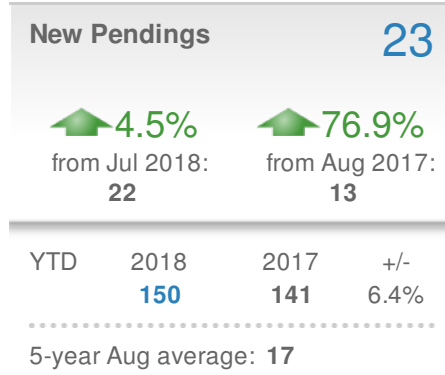 New Pendings 23
4.5% 76.9%
from Jul 2018: from Aug 2017:
22 13
YTD 2018 2017 +/-
150 141 6.4%
5-year Aug average: 17